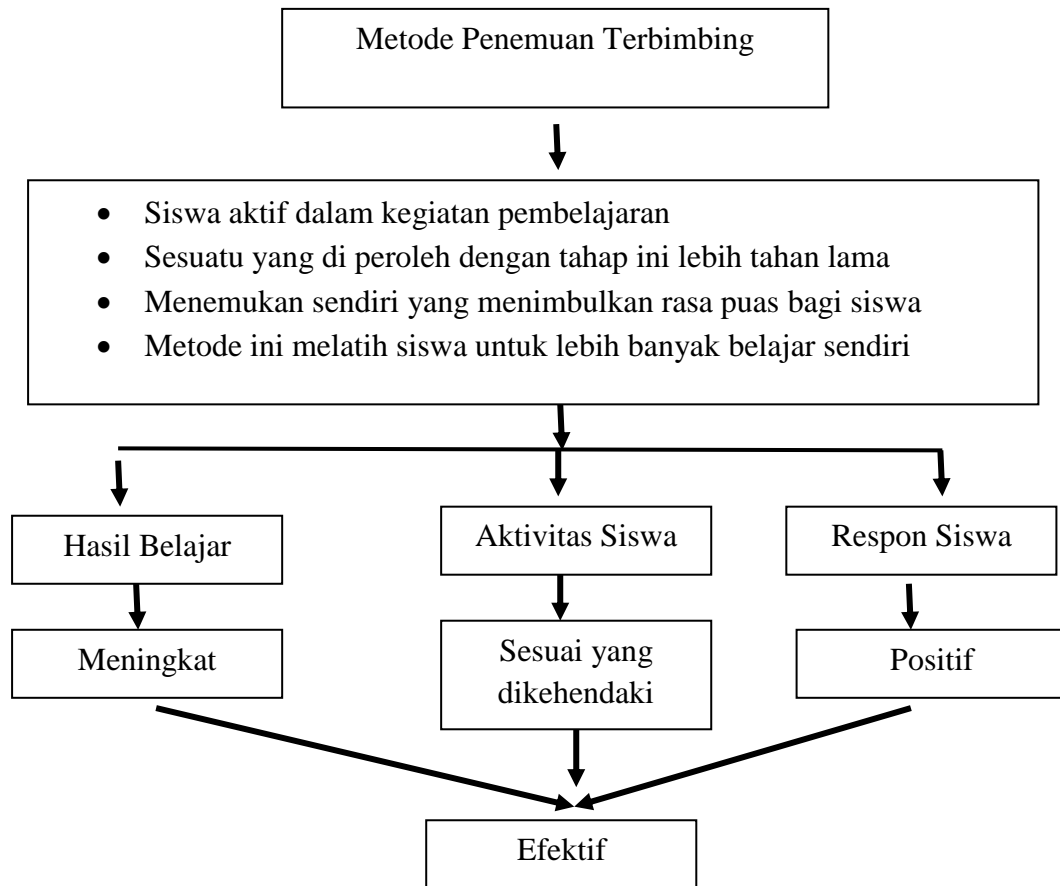 Metode Penemuan Terbimbing
• Siswa aktif dalam kegiatan pembelajaran
• Sesuatu yang di peroleh dengan tahap ini lebih tahan lama
• Menemukan sendiri yang menimbulkan rasa puas bagi siswa
• Metode ini melatih siswa untuk lebih banyak belajar sendiri
Hasil Belajar
Aktivitas Siswa
Respon Siswa
Meningkat
Sesuai yang
dikehendaki
Positif
Efektif